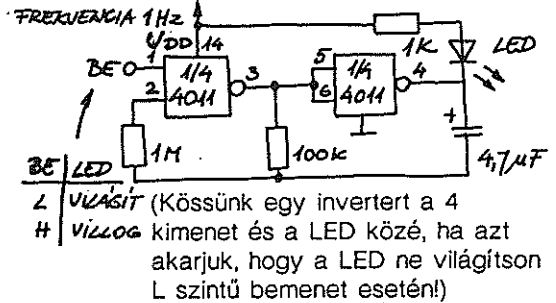 FREKVENCIA 1Hz
VDD 14
1K
LED
BE
1
1/4
4011
3
2
5
6
1/4
4011
4
+
1M
100K
4,7µF
BE LED
L VILÁGÍT (Kössünk egy invertert a 4
H VILLOG kimenet és a LED közé, ha azt
akarjuk, hogy a LED ne világítson
L szintű bemenet esetén!)